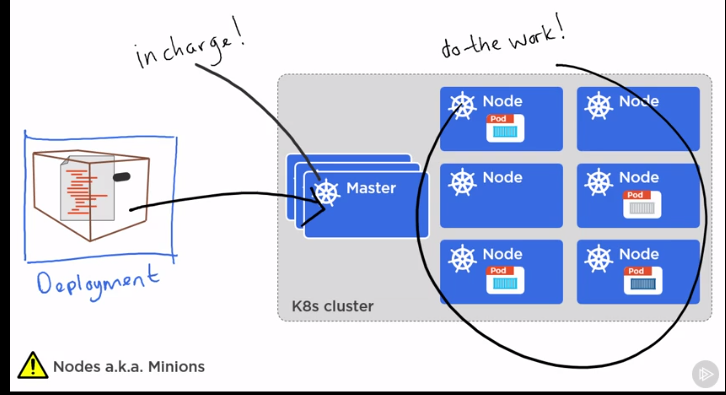 in charge!
to the work!
Node
Pod
Node
Master
Node
Node
Pod
Node
Pod
Node
Pod
Deployment
K8s cluster
Nodes a.k.a. Minions